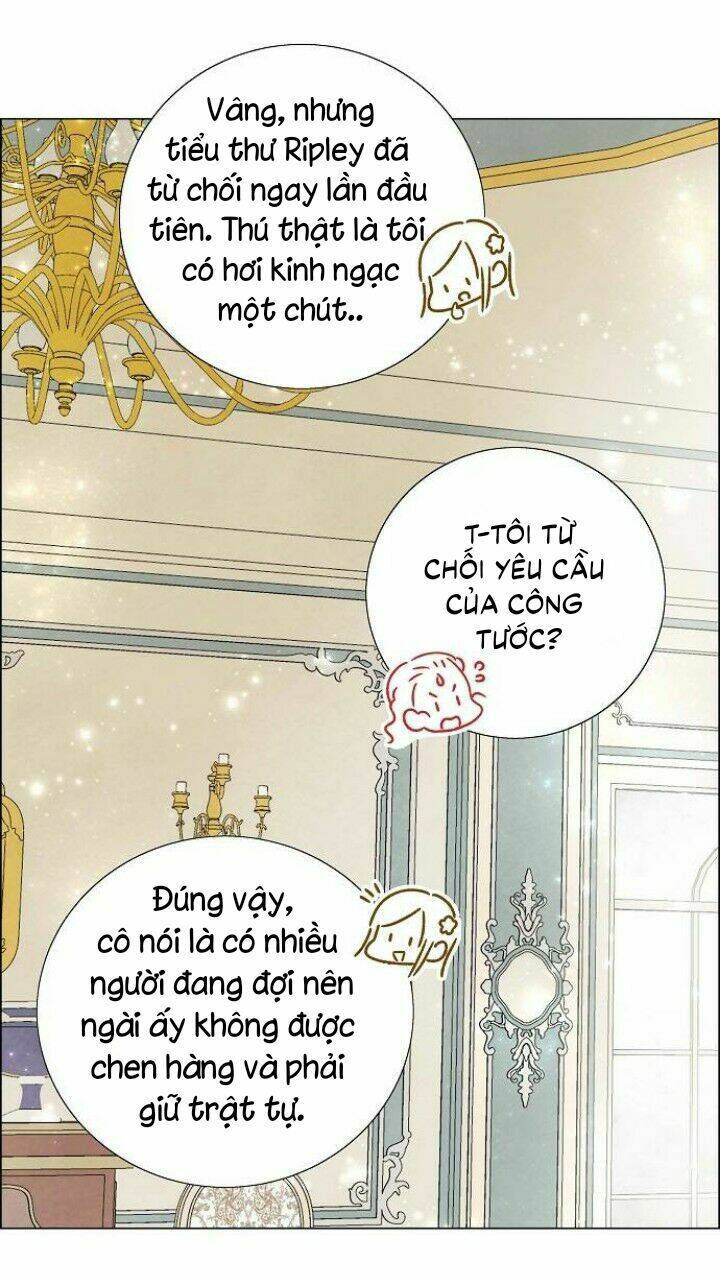 Vâng, nhưng
tiểu thư Ripley đã
từ chối ngay lần đầu
tiên. Thú thật là tôi
có hơi kinh ngạc
một chút..
T-TÔI TỪ
CHỐI YÊU CẦU
CỦA CÔNG
TƯỚC?
Đúng vậy,
cô nói là có nhiều
người đang đợi nên
ngài ấy không được
chen hàng và phải
giữ trật tự.